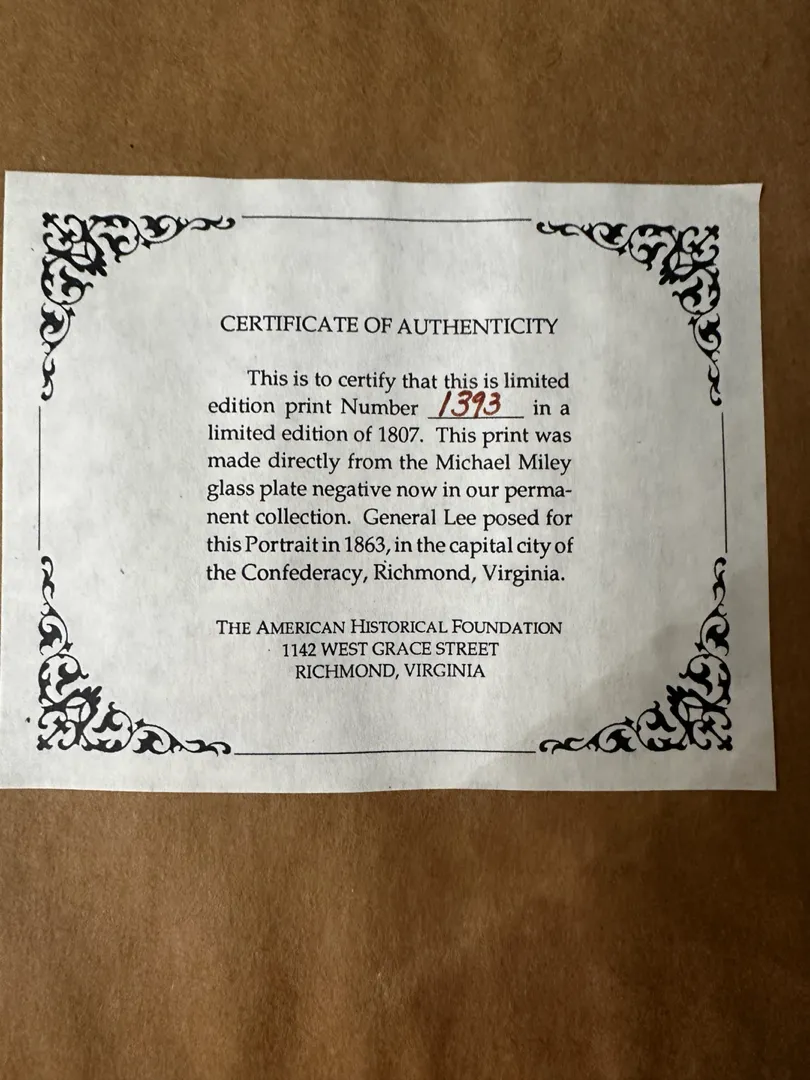 CERTIFICATE OF AUTHENTICITY
This is to certify that this is limited
edition print Number 1393 in a
limited edition of 1807. This print was
made directly from the Michael Miley
glass plate negative now in our perma-
nent collection. General Lee posed for
this Portrait in 1863, in the capital city of
the Confederacy, Richmond, Virginia.
THE AMERICAN HISTORICAL FOUNDATION
1142 WEST GRACE STREET
RICHMOND, VIRGINIA